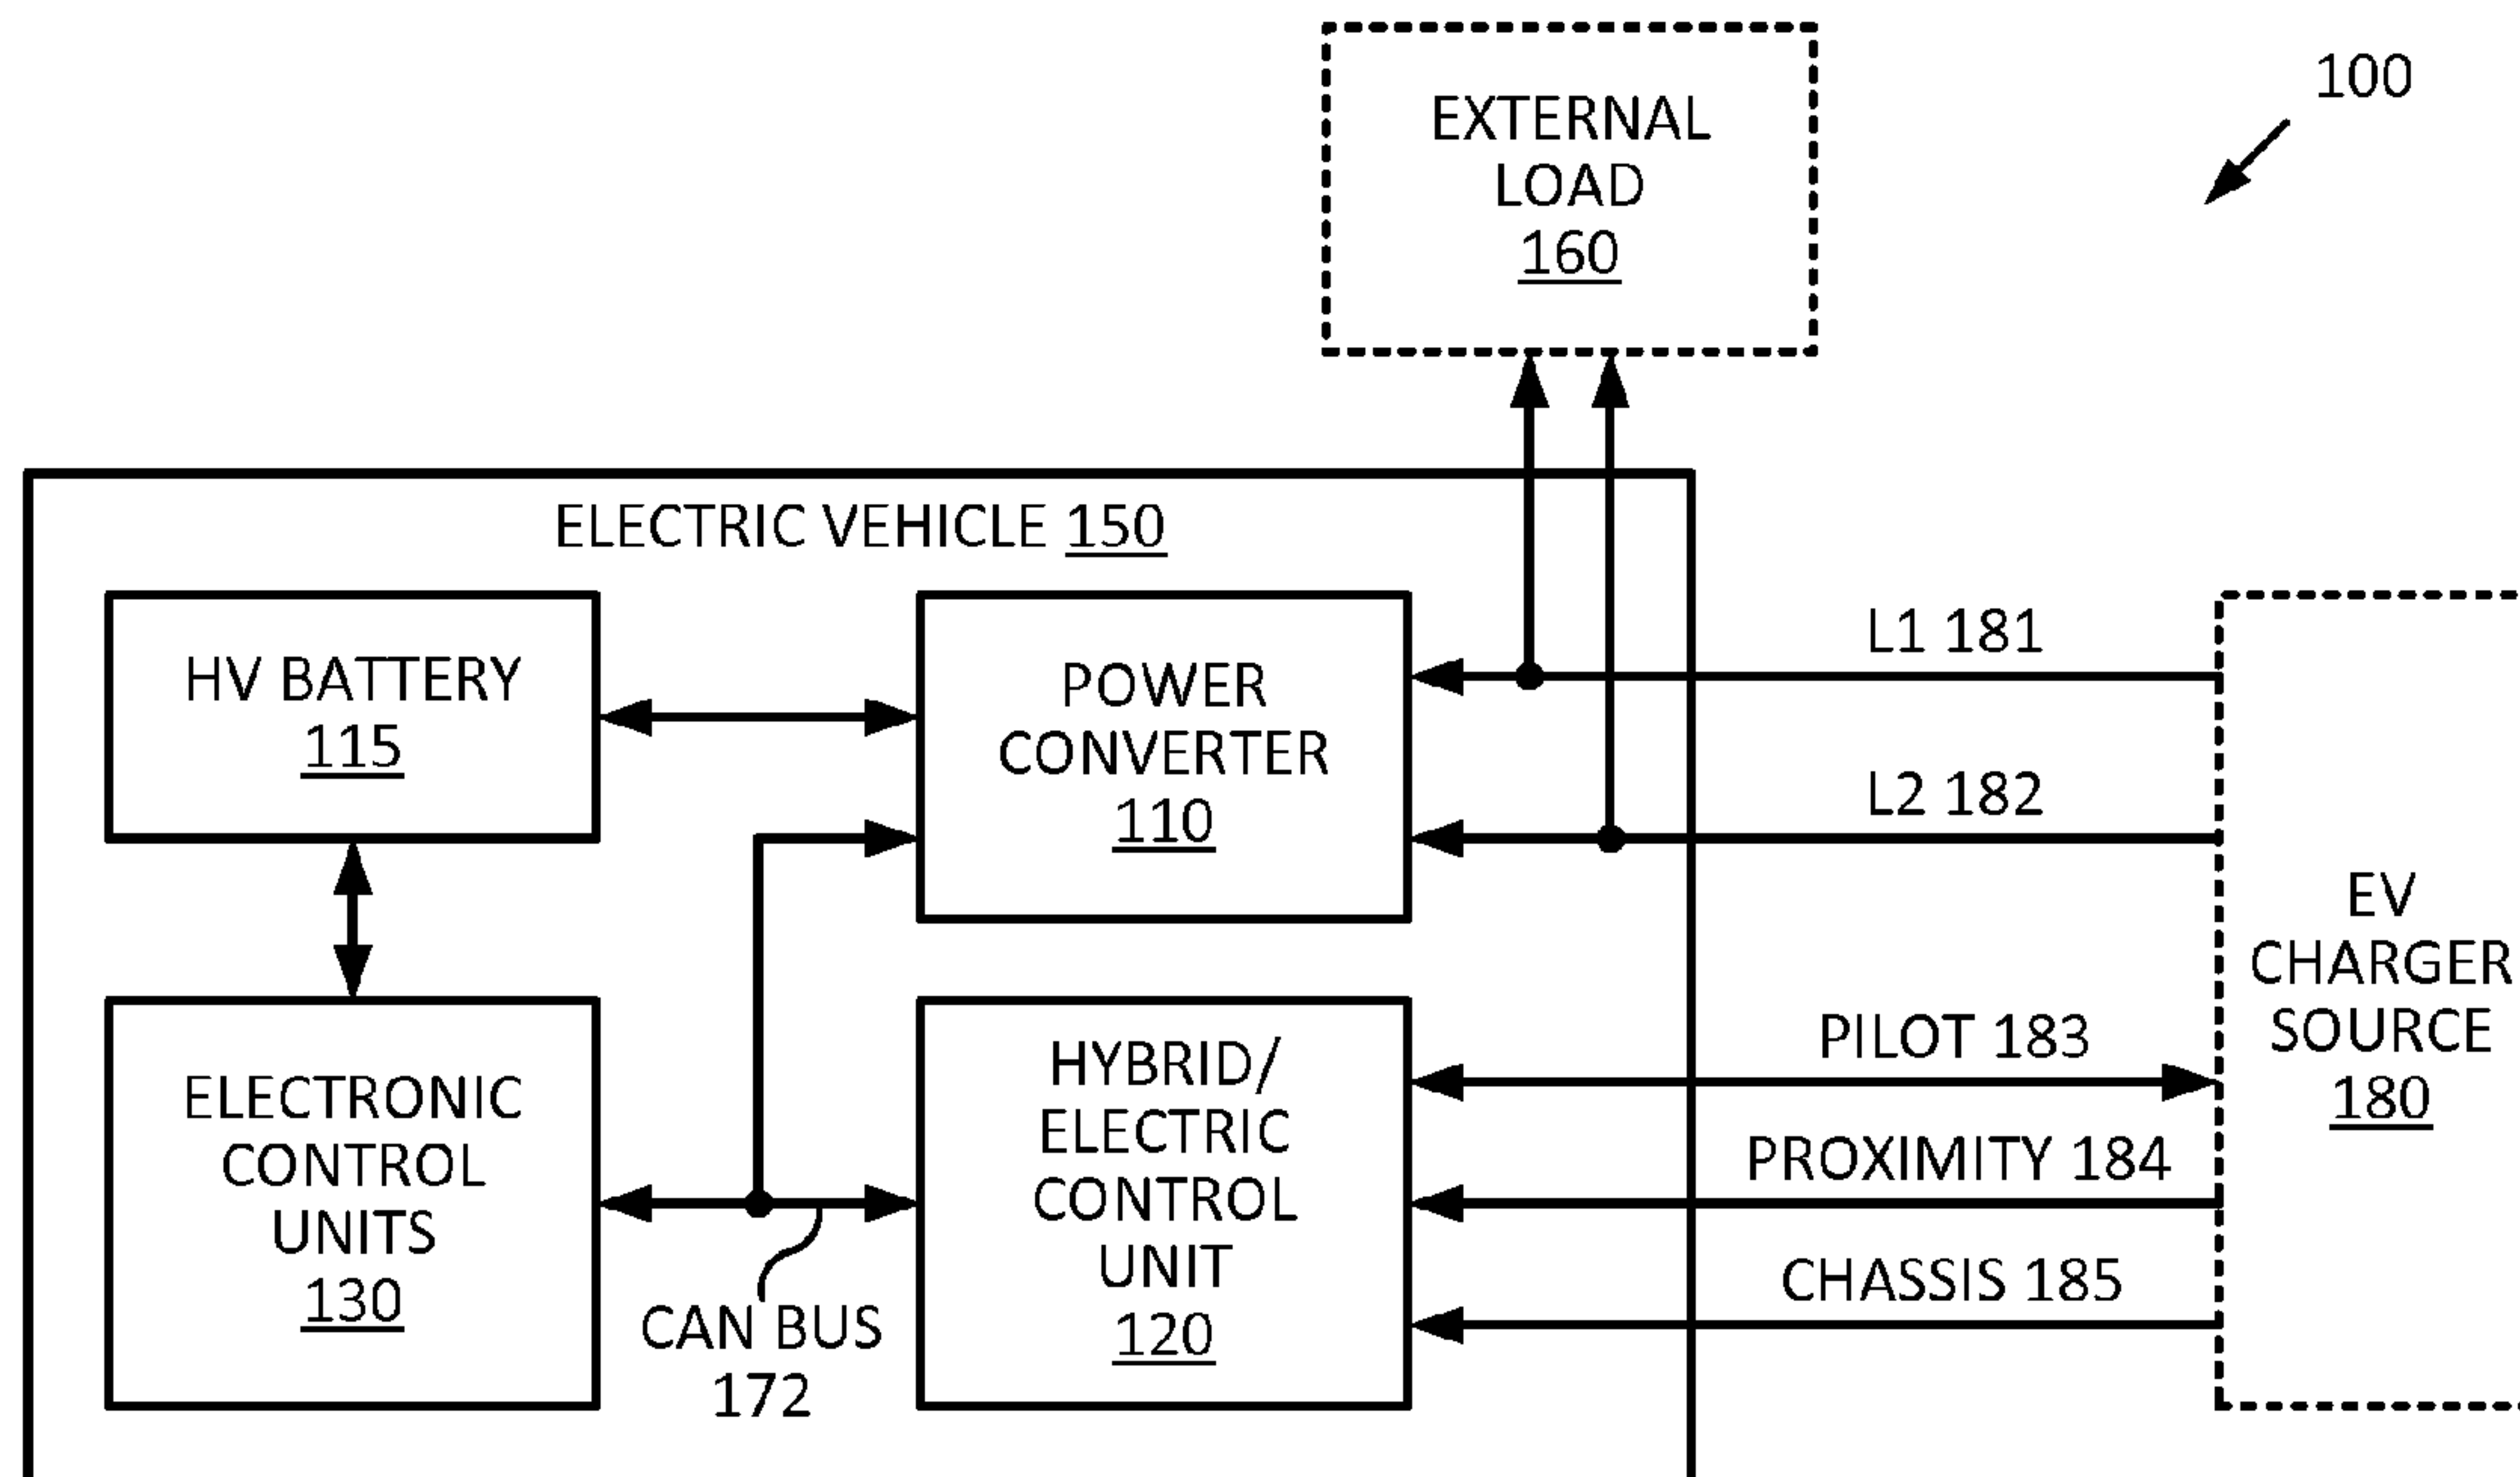 100
EXTERNAL
LOAD
160
ELECTRIC VEHICLE 150
HV BATTERY
115
POWER
CONVERTER
110
L1 181
L2 182
EV
CHARGER
SOURCE
180
ELECTRONIC
CONTROL
UNITS
130
CAN BUS
172
HYBRID/
ELECTRIC
CONTROL
UNIT
120
PILOT 183
PROXIMITY 184
CHASSIS 185